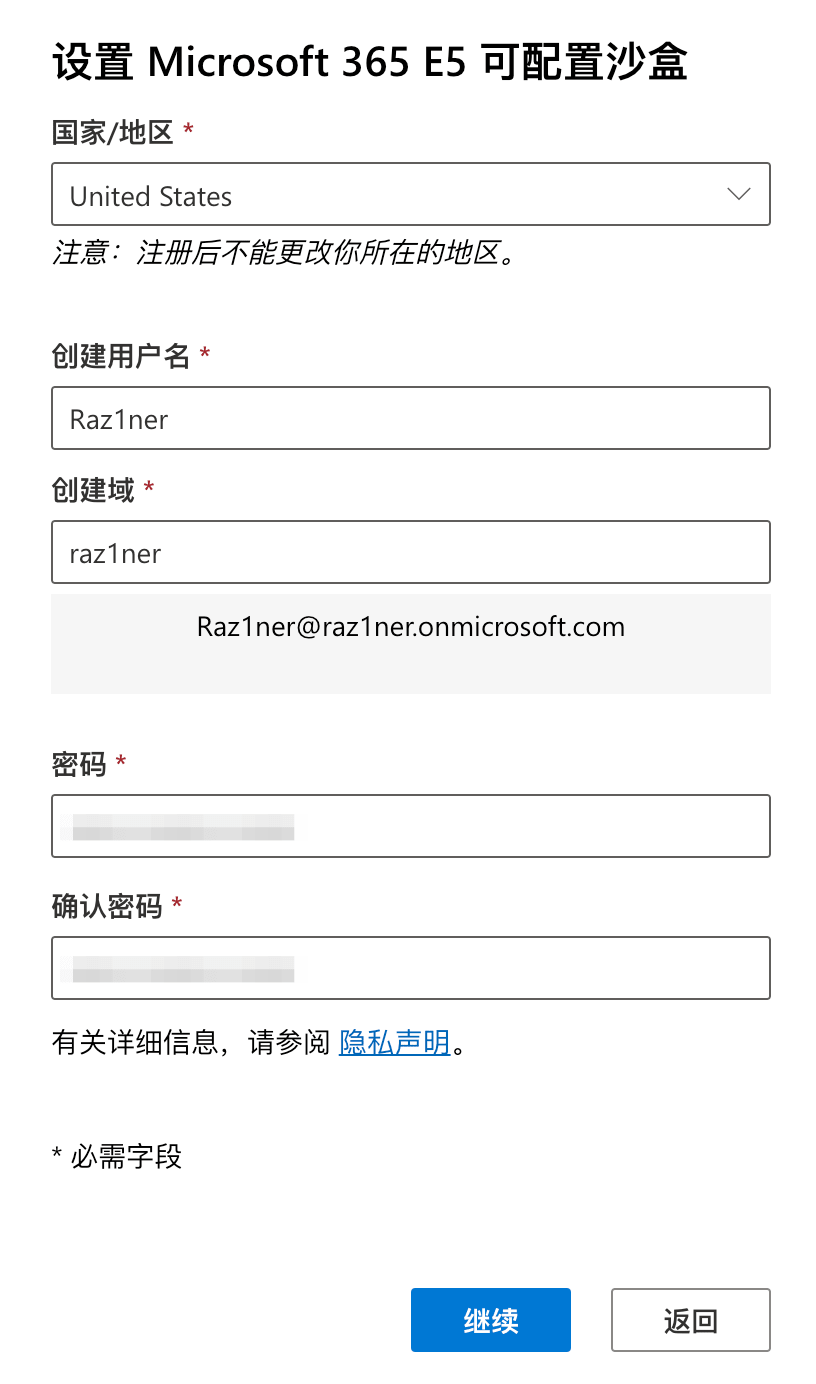 设置 Microsoft 365 E5 可配置沙盒
国家/地区 *
United States
注意：注册后不能更改你所在的地区。
创建用户名 *
Raz1ner
创建域 *
raz1ner
Raz1ner@raz1ner.onmicrosoft.com
密码 *
确认密码 *
有关详细信息，请参阅 隐私声明。
* 必需字段
继续
返回